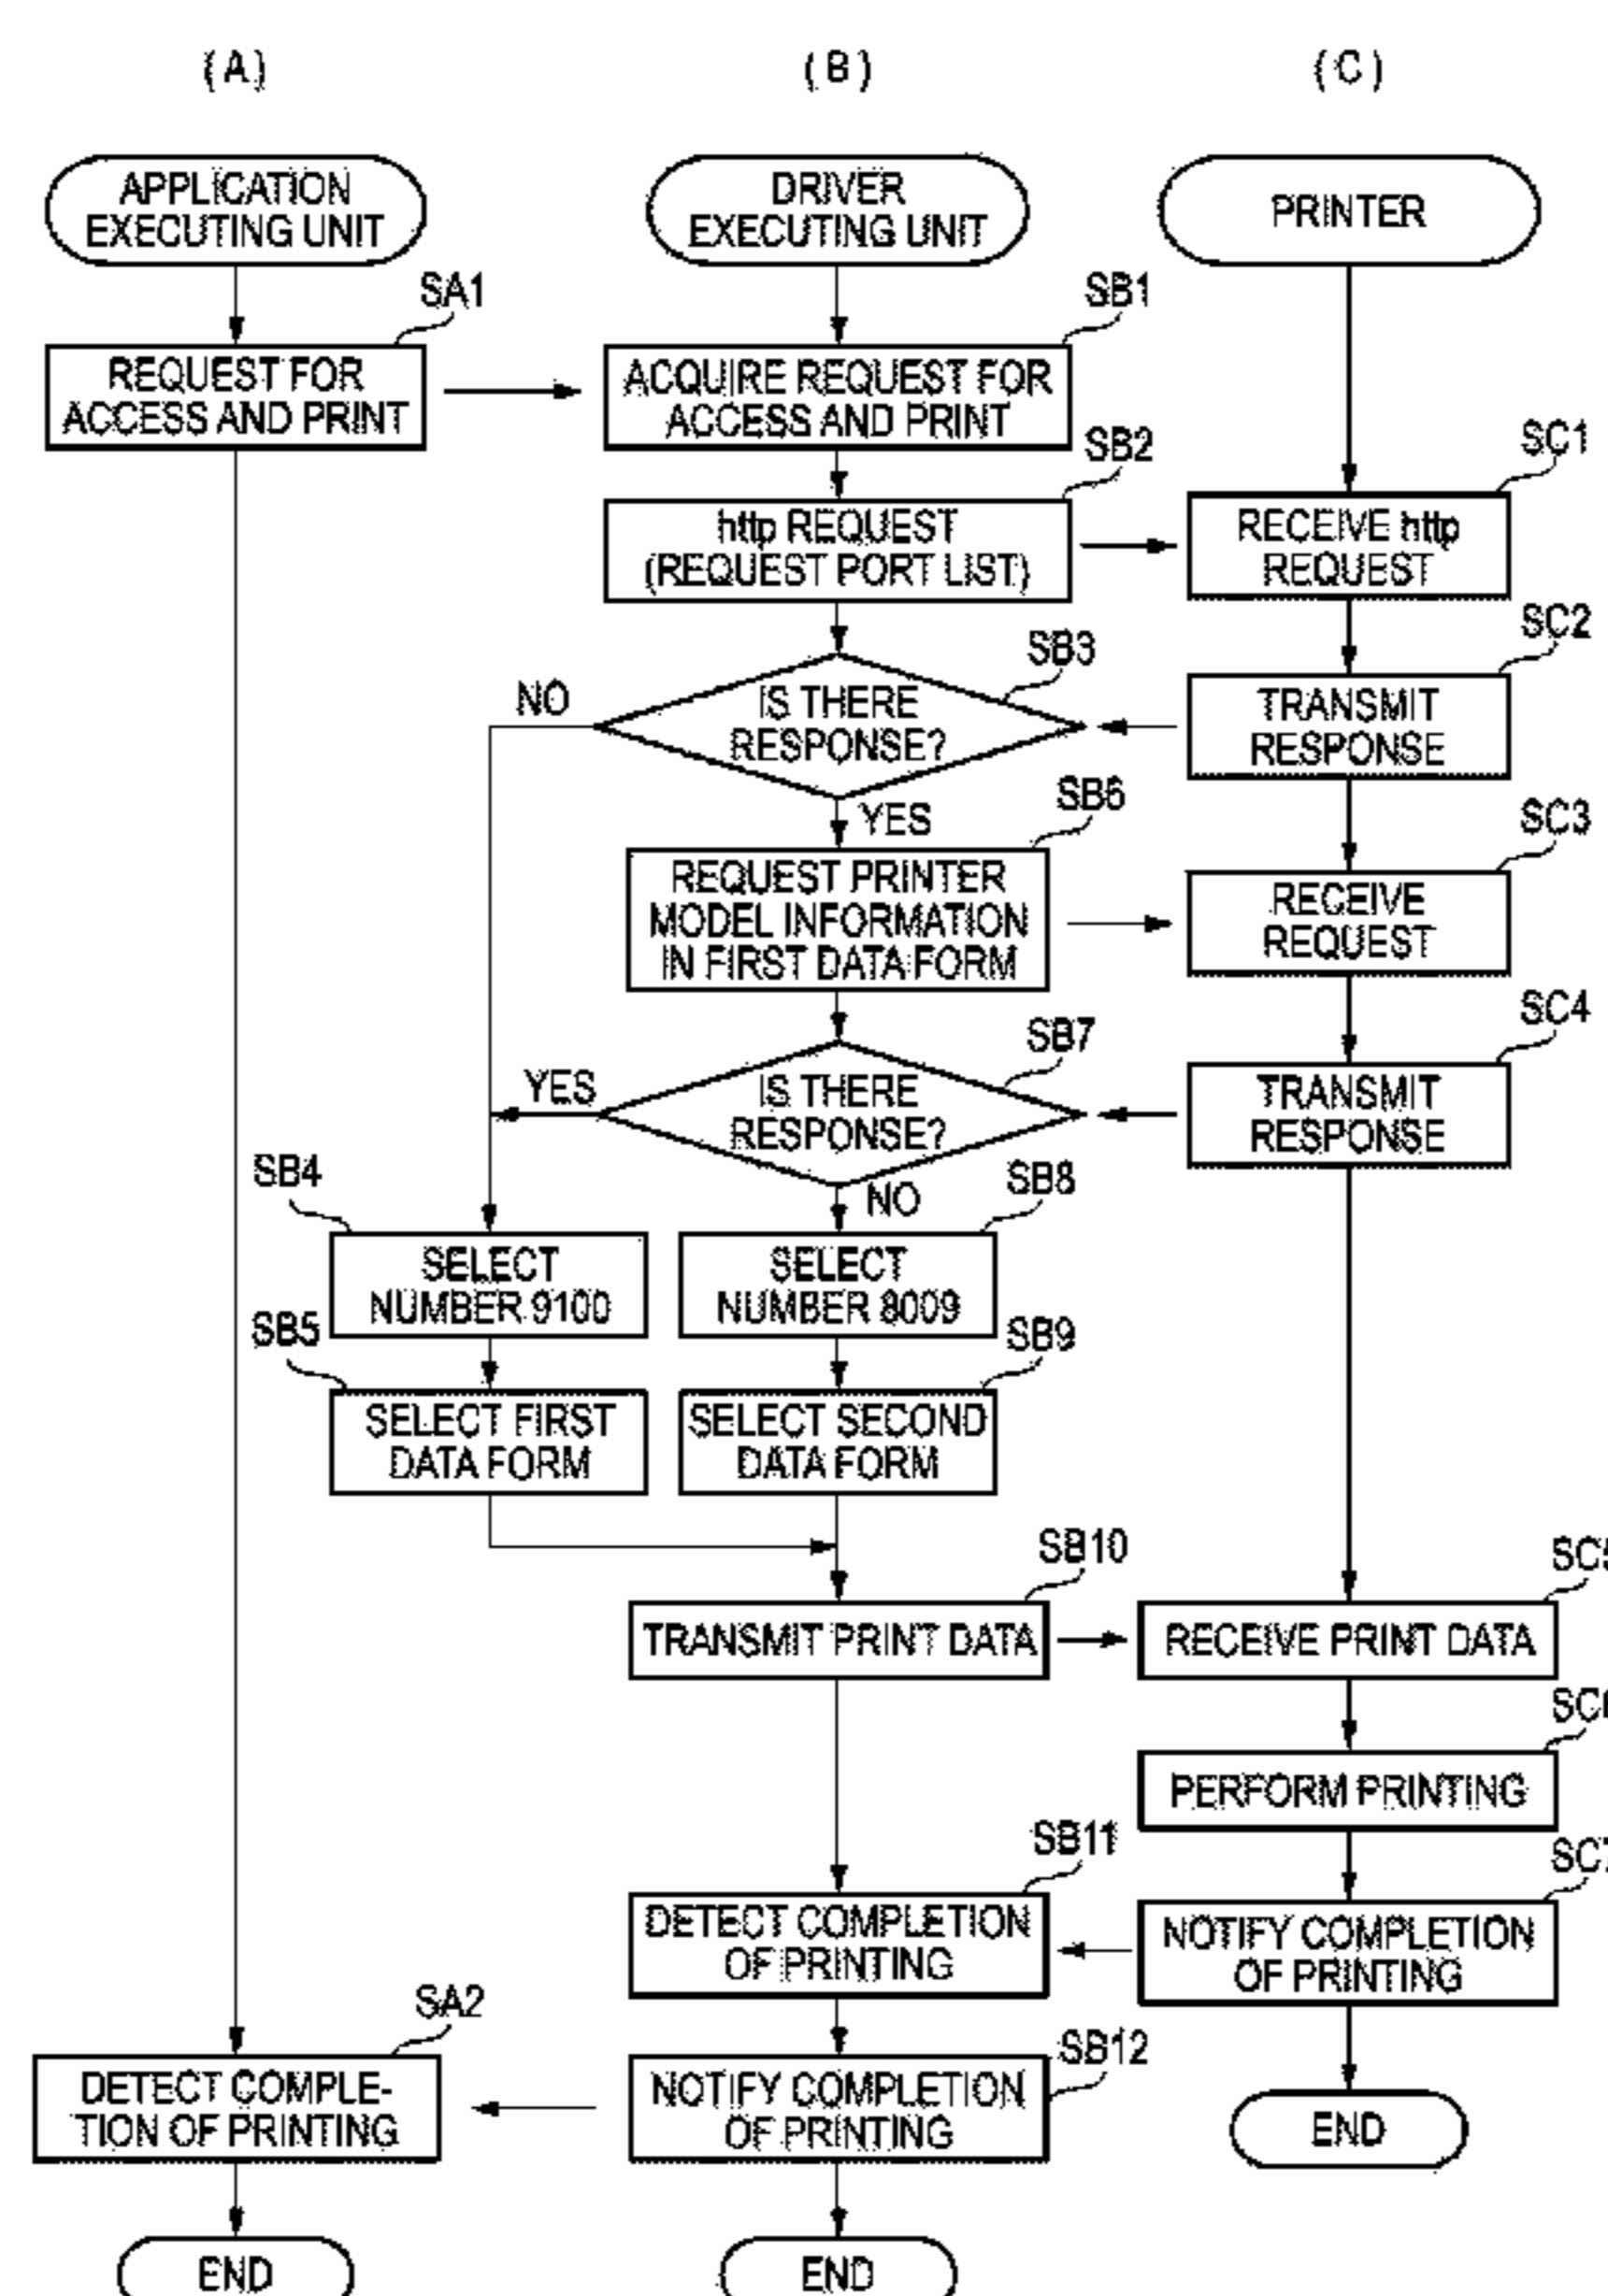 (A)
(B)
(C)
APPLICATION
EXECUTING UNIT
DRIVER
EXECUTING UNIT
PRINTER
SA1
REQUEST FOR
ACCESS AND PRINT
SB1
ACQUIRE REQUEST FOR
ACCESS AND PRINT
SB2
http REQUEST
(REQUEST PORT LIST)
SC1
RECEIVE http
REQUEST
SB3
IS THERE
RESPONSE?
NO
YES
SC2
TRANSMIT
RESPONSE
SB6
REQUEST PRINTER
MODEL INFORMATION
IN FIRST DATA FORM
SC3
RECEIVE
REQUEST
SB7
IS THERE
RESPONSE?
YES
NO
SC4
TRANSMIT
RESPONSE
SB4
SELECT
NUMBER 9100
SB8
SELECT
NUMBER 8009
SB5
SELECT FIRST
DATA FORM
SB9
SELECT SECOND
DATA FORM
SB10
TRANSMIT PRINT DATA
SC5
RECEIVE PRINT DATA
SC6
PERFORM PRINTING
SB11
DETECT COMPLETION
OF PRINTING
SC7
NOTIFY COMPLETION
OF PRINTING
SA2
DETECT COMPLE-
TION OF PRINTING
SB12
NOTIFY COMPLETION
OF PRINTING
END
END
END